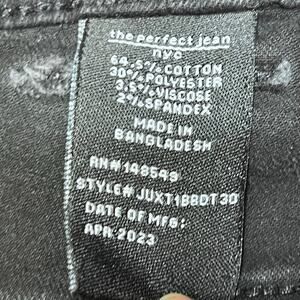 the perfect jean
nyc
64.5% COTTON
30% POLYESTER
3.5% VISCOSE
2% SPANDEX
MADE IN
BANGLADESH
RN# 148549
STYLE# JUXT1BBDT30
DATE OF MFG:
APR 2023